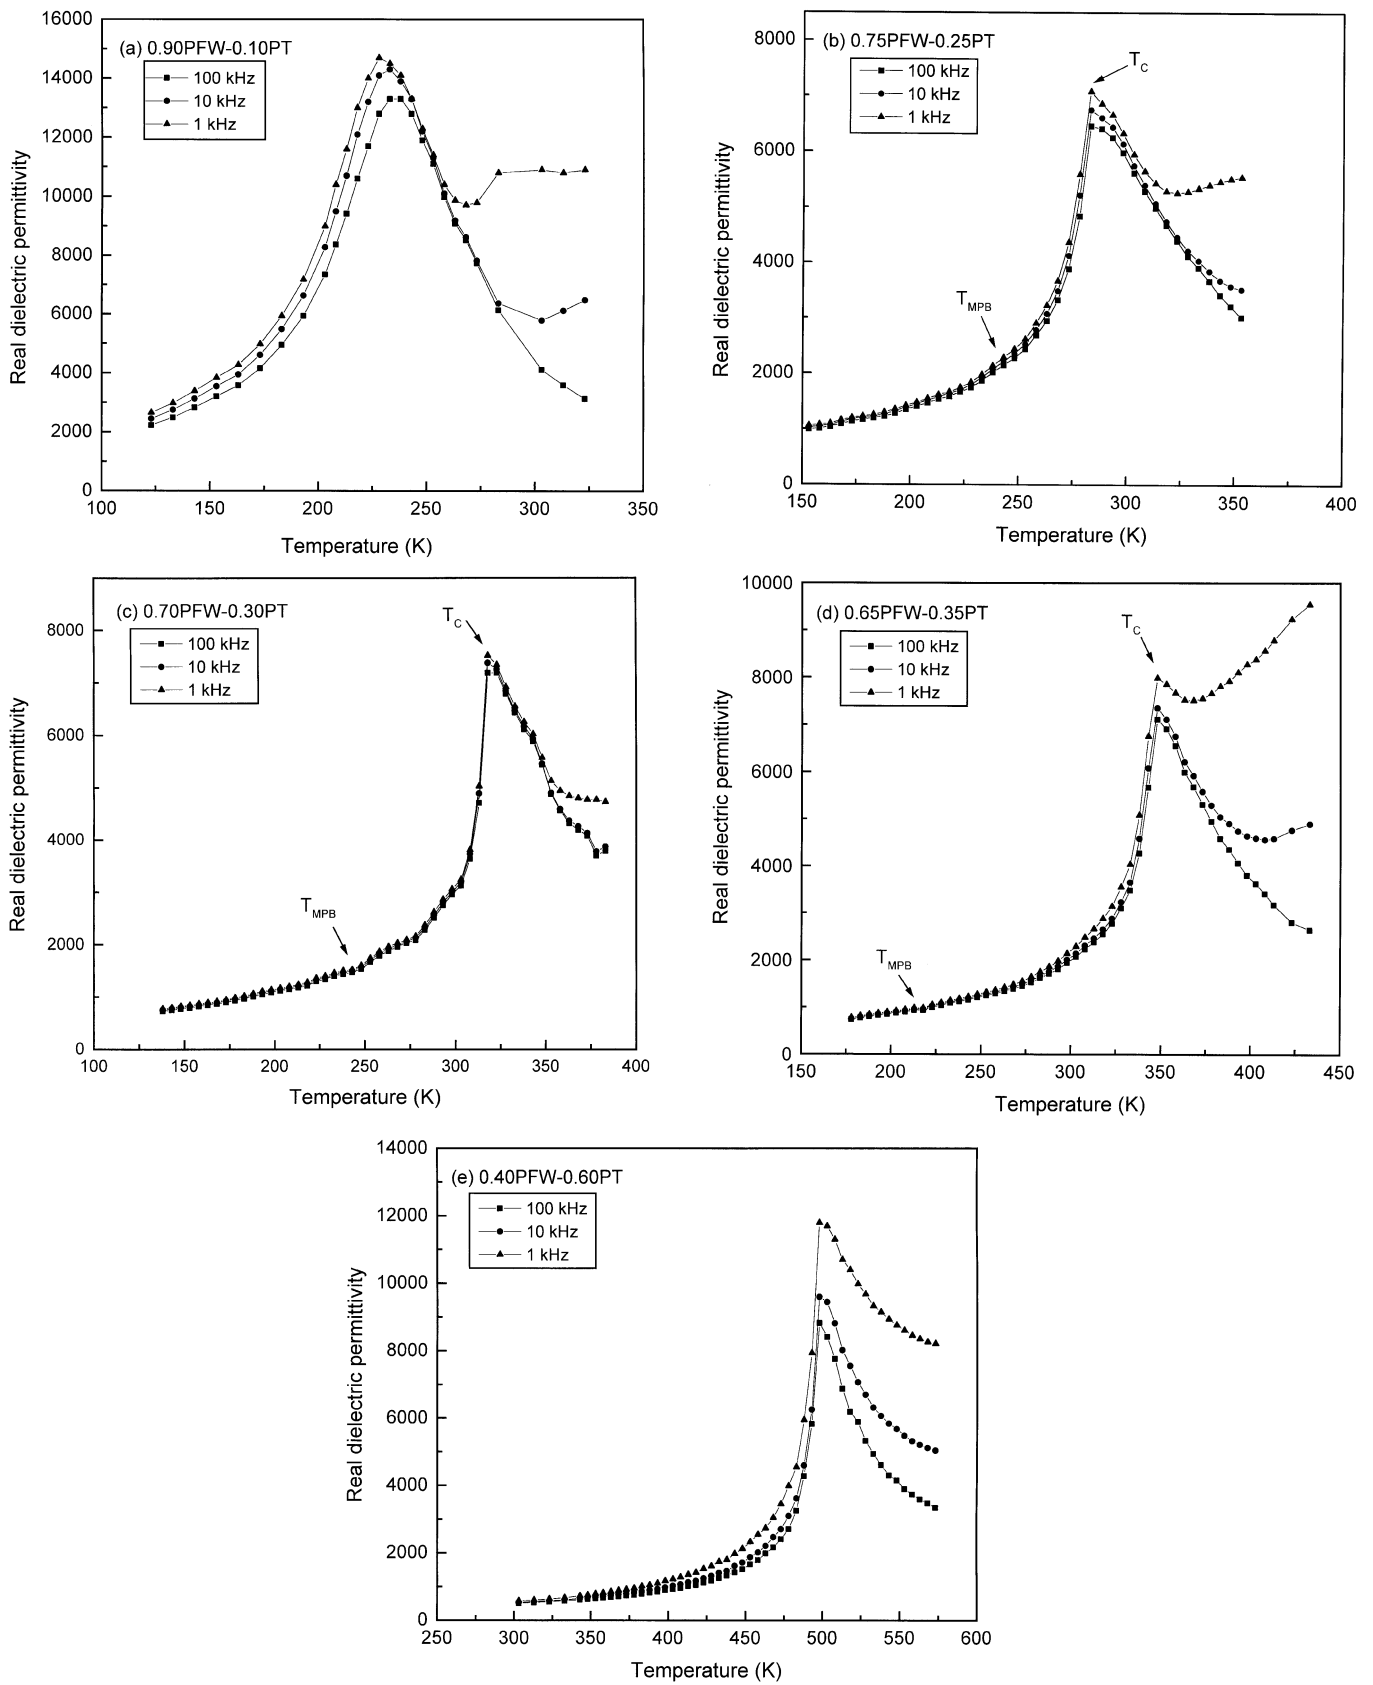 (a) 0.90PFW-0.10PT
100 kHz
10 kHz
1 kHz
Real dielectric permittivity
16000
14000
12000
10000
8000
6000
4000
2000
0
100 150 200 250 300 350
Temperature (K)
(b) 0.75PFW-0.25PT
100 kHz
10 kHz
1 kHz
TC
TMPB
Real dielectric permittivity
8000
6000
4000
2000
0
150 200 250 300 350 400
Temperature (K)
(c) 0.70PFW-0.30PT
100 kHz
10 kHz
1 kHz
TC
TMPB
Real dielectric permittivity
8000
6000
4000
2000
0
100 150 200 250 300 350 400
Temperature (K)
(d) 0.65PFW-0.35PT
100 kHz
10 kHz
1 kHz
TC
TMPB
Real dielectric permittivity
10000
8000
6000
4000
2000
0
150 200 250 300 350 400 450
Temperature (K)
(e) 0.40PFW-0.60PT
100 kHz
10 kHz
1 kHz
Real dielectric permittivity
14000
12000
10000
8000
6000
4000
2000
0
250 300 350 400 450 500 550 600
Temperature (K)